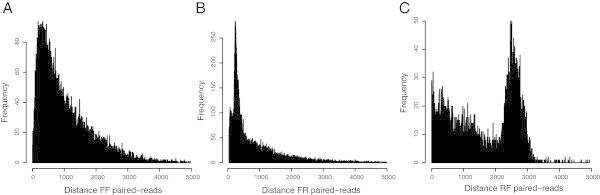 A
B
C
Frequency
80
60
40
20
0
0 1000 2000 3000 4000 5000
Distance FF paired−reads
Frequency
250
200
150
100
50
0
0 1000 2000 3000 4000 5000
Distance FR paired−reads
Frequency
50
40
30
20
10
0
0 1000 2000 3000 4000 5000
Distance RF paired−reads